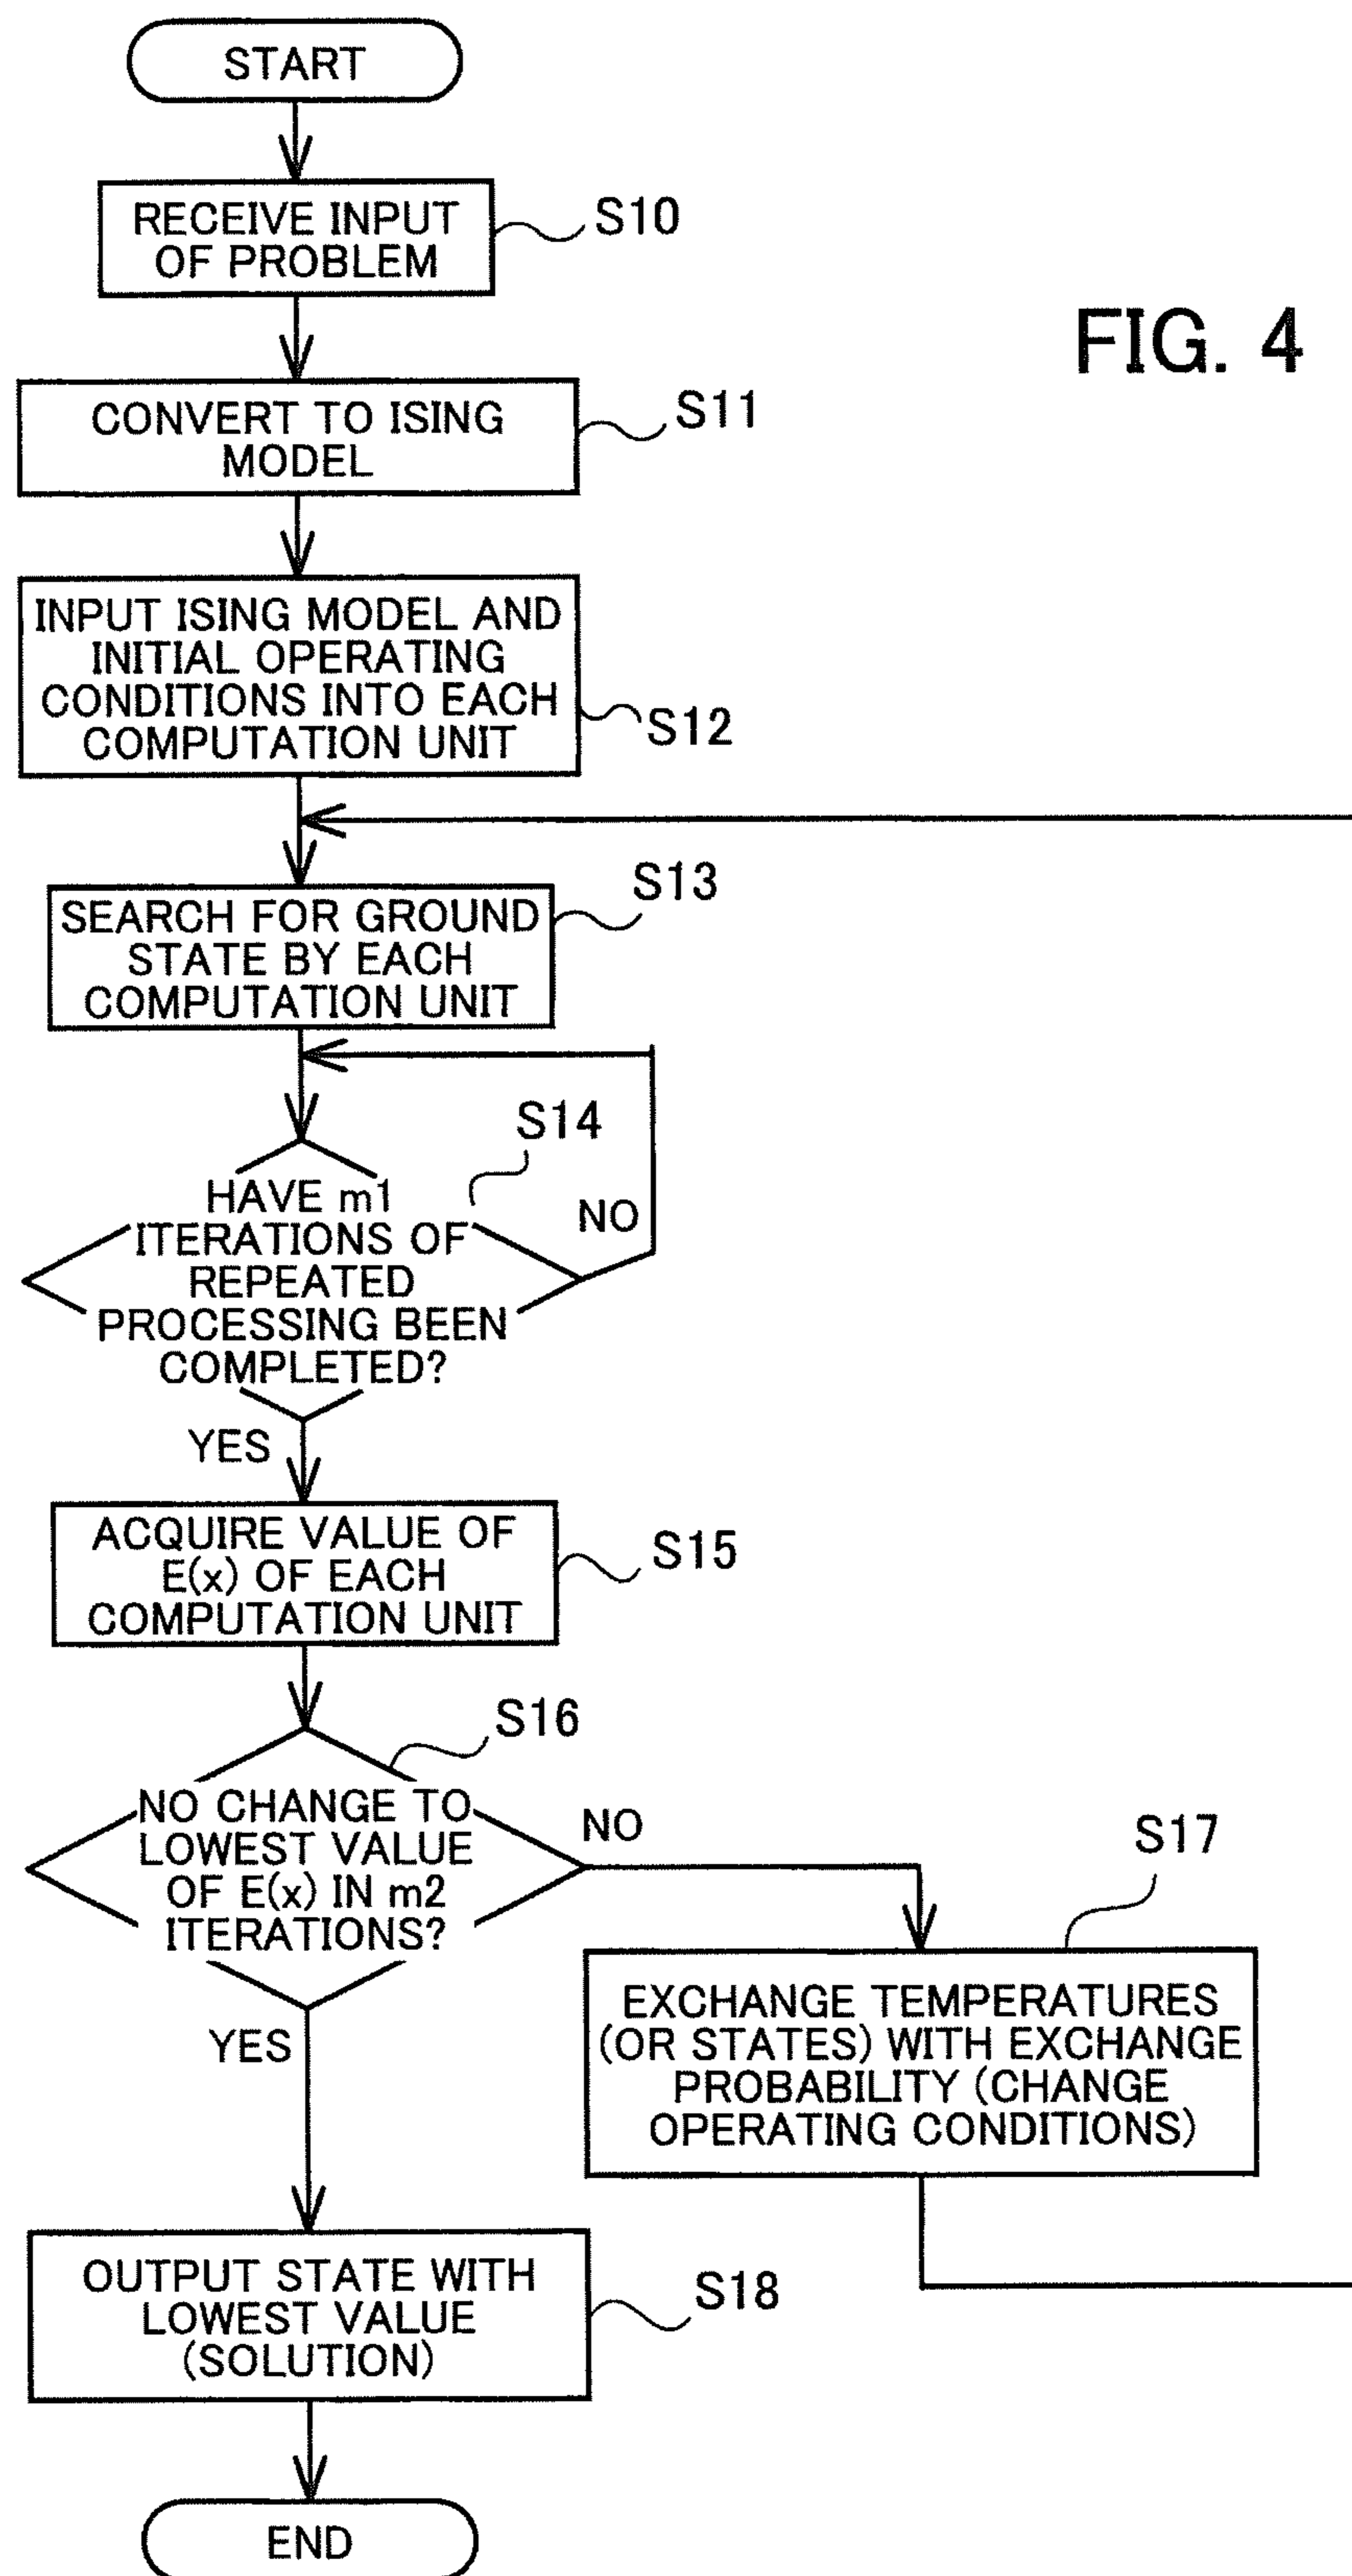 START
RECEIVE INPUT
OF PROBLEM
S10
FIG. 4
CONVERT TO ISING
MODEL
S11
INPUT ISING MODEL AND
INITIAL OPERATING
CONDITIONS INTO EACH
COMPUTATION UNIT
S12
SEARCH FOR GROUND
STATE BY EACH
COMPUTATION UNIT
S13
HAVE m1
ITERATIONS OF
REPEATED
PROCESSING BEEN
COMPLETED?
S14
NO
YES
ACQUIRE VALUE OF
E(x) OF EACH
COMPUTATION UNIT
S15
NO CHANGE TO
LOWEST VALUE
OF E(x) IN m2
ITERATIONS?
S16
NO
YES
EXCHANGE TEMPERATURES
(OR STATES) WITH EXCHANGE
PROBABILITY (CHANGE
OPERATING CONDITIONS)
S17
OUTPUT STATE WITH
LOWEST VALUE
(SOLUTION)
S18
END